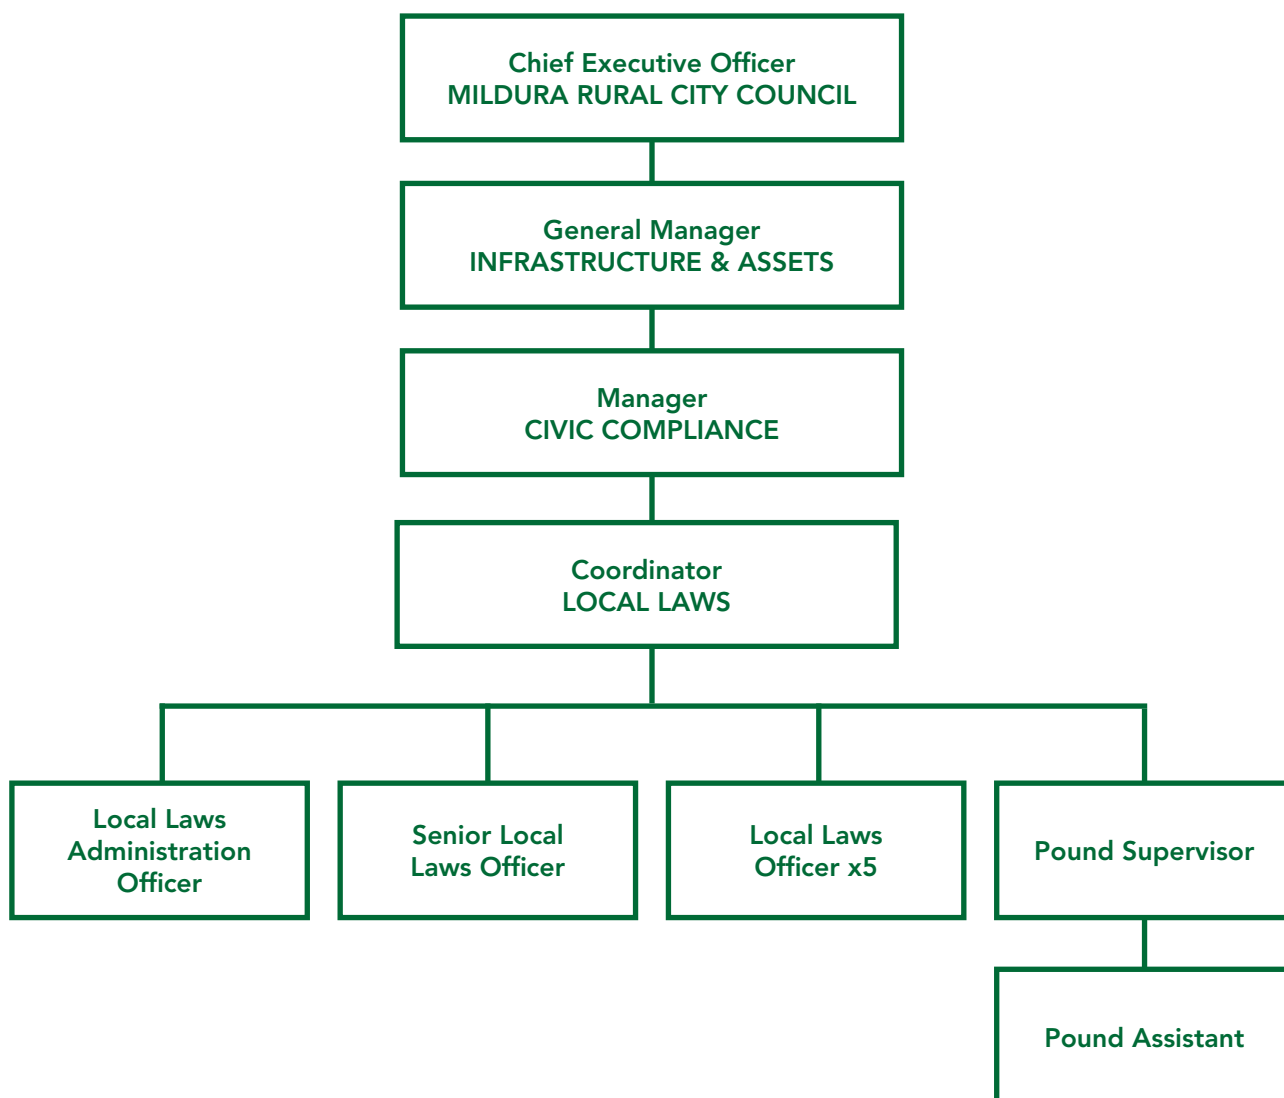 Chief Executive Officer
MILDURA RURAL CITY COUNCIL
General Manager
INFRASTRUCTURE & ASSETS
Manager
CIVIC COMPLIANCE
Coordinator
LOCAL LAWS
Local Laws
Administration
Officer
Senior Local
Laws Officer
Local Laws
Officer x5
Pound Supervisor
Pound Assistant